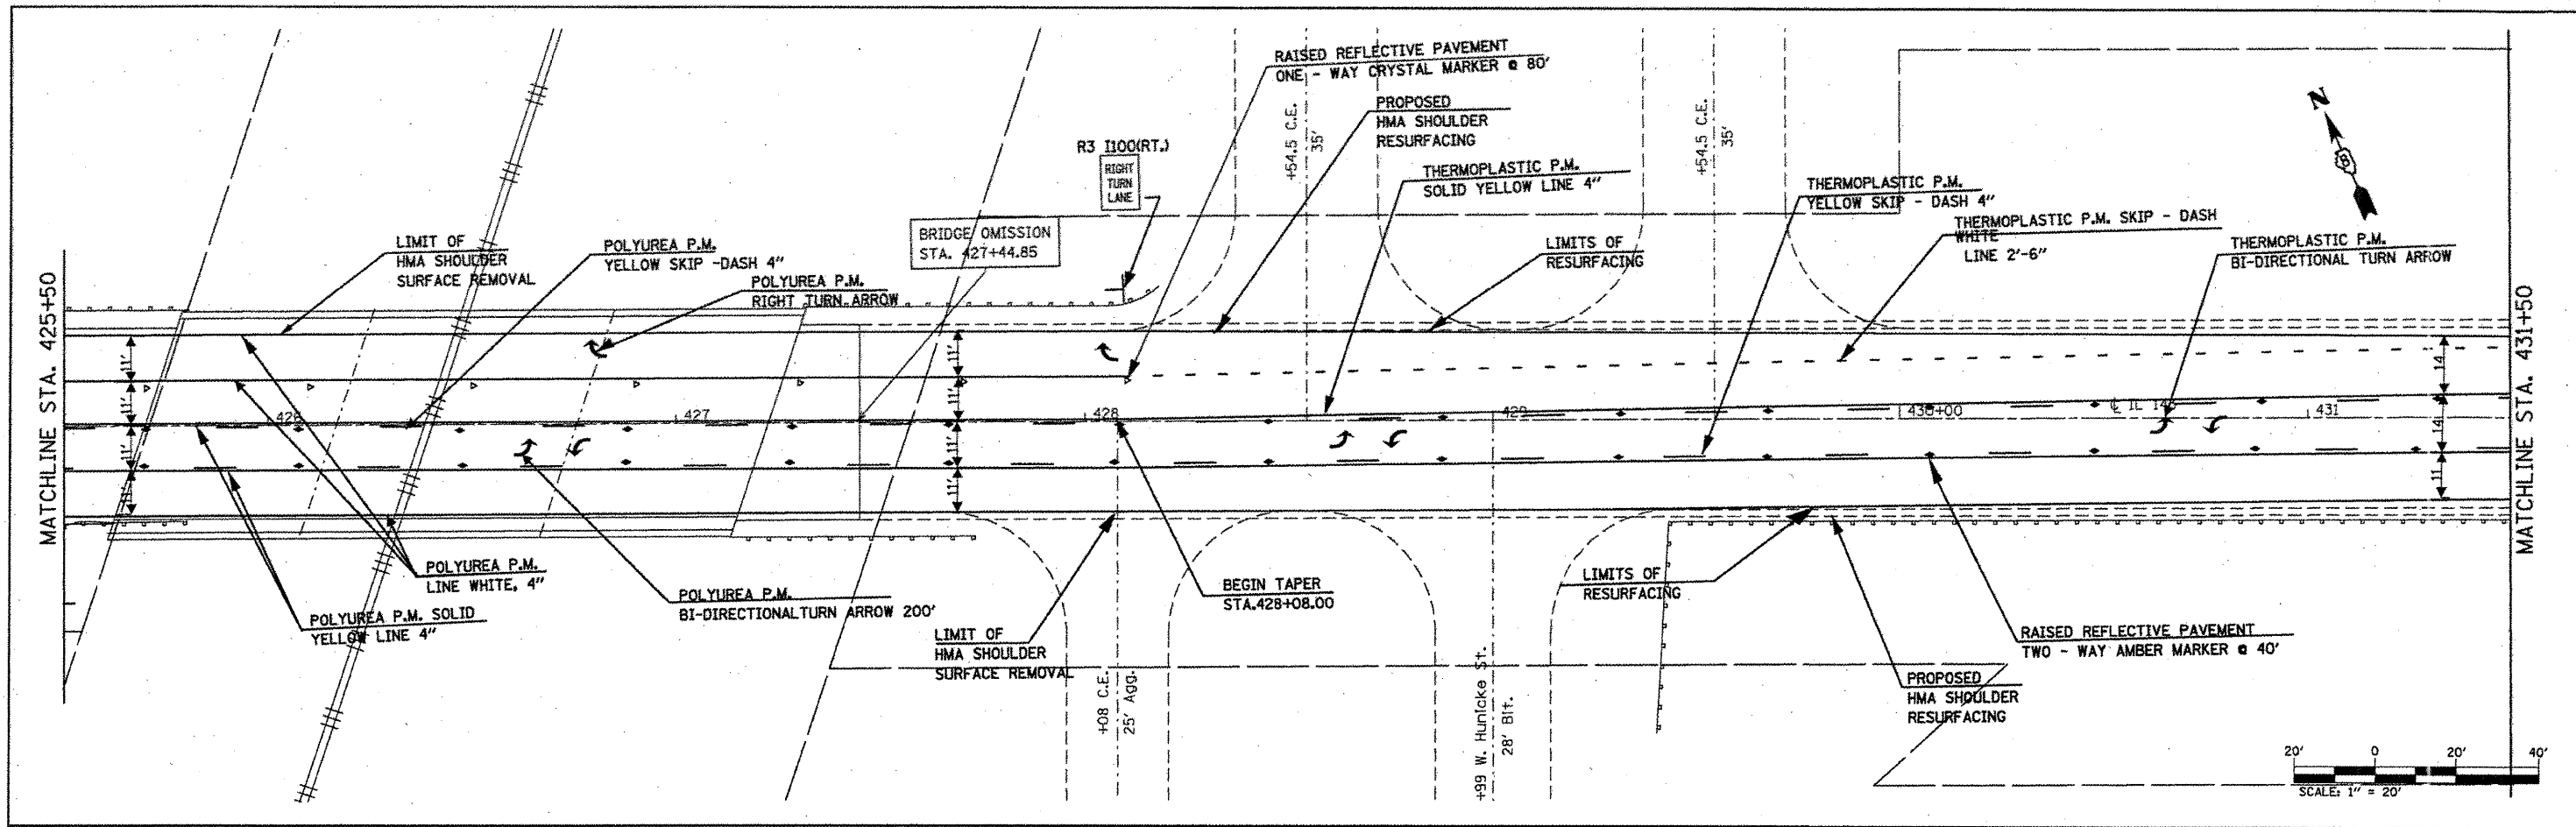 RAISED REFLECTIVE PAVEMENT
ONE - WAY CRYSTAL MARKER @ 80'
PROPOSED
HMA SHOULDER
RESURFACING
+54.5 C.E.
35'
+54.5 C.E.
35'
N
R3 I100(RT.)
RIGHT
TURN
LANE
THERMOPLASTIC P.M.
SOLID YELLOW LINE 4"
THERMOPLASTIC P.M.
YELLOW SKIP - DASH 4"
THERMOPLASTIC P.M. SKIP - DASH
WHITE
LINE 2'-6"
THERMOPLASTIC P.M.
BI-DIRECTIONAL TURN ARROW
BRIDGE OMISSION
STA. 427+44.85
LIMIT OF
HMA SHOULDER
SURFACE REMOVAL
POLYUREA P.M.
YELLOW SKIP -DASH 4"
POLYUREA P.M.
RIGHT TURN ARROW
LIMITS OF
RESURFACING
MATCHLINE STA. 425+50
MATCHLINE STA. 431+50
11'
11'
11'
11'
11'
11'
11'
11'
14
14
11
426
427
428
429
430+00
℄ IL
431
POLYUREA P.M.
LINE WHITE, 4"
POLYUREA P.M. SOLID
YELLOW LINE 4"
POLYUREA P.M.
BI-DIRECTIONALTURN ARROW 200'
LIMIT OF
HMA SHOULDER
SURFACE REMOVAL
BEGIN TAPER
STA.428+08.00
LIMITS OF
RESURFACING
+08 C.E.
25' Agg.
+99 W. Hunicke St.
28' Bit.
RAISED REFLECTIVE PAVEMENT
TWO - WAY AMBER MARKER @ 40'
PROPOSED
HMA SHOULDER
RESURFACING
20'
0
20'
40'
SCALE: 1" = 20'